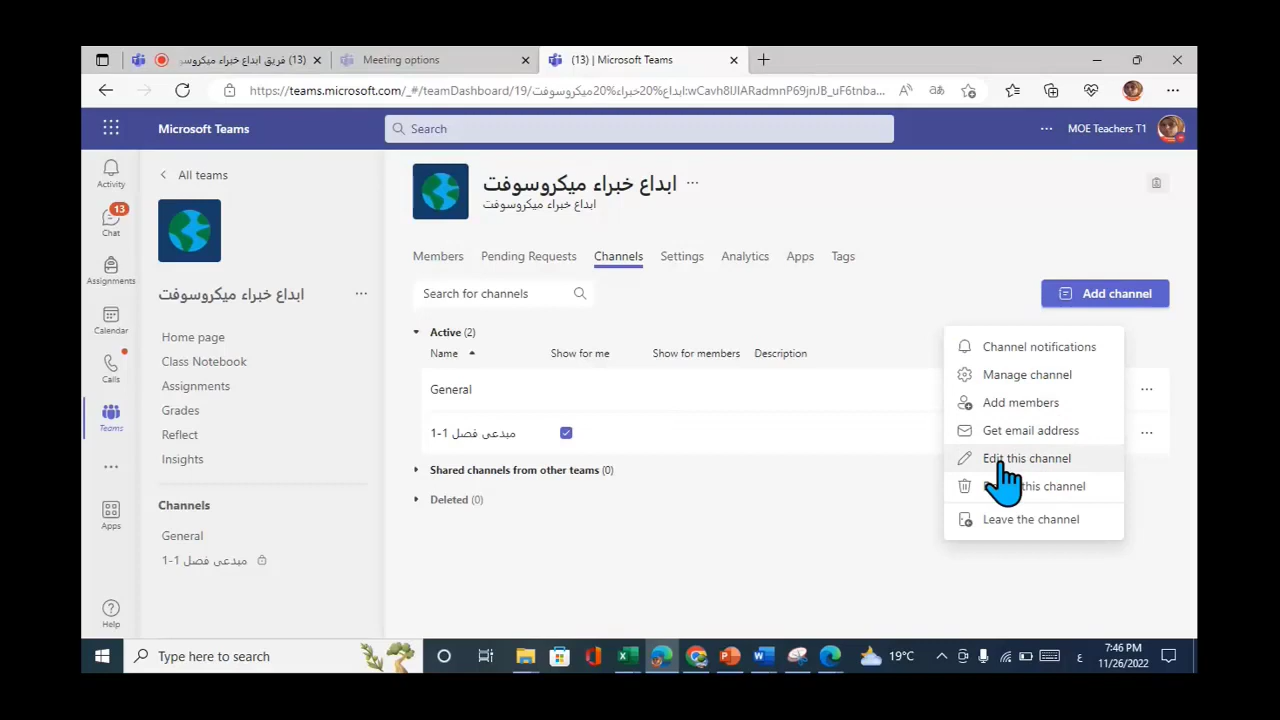 (13) فريق ابداع خبراء ميكروسو
Meeting options
(13) | Microsoft Teams
https://teams.microsoft.com/_#/teamDashboard/19/ابداع%20خبراء%20ميكروسوفت:wCavh8IJIARadmnP69jnJB_uF6tnba...
Microsoft Teams
Search
MOE Teachers T1
Activity
13
Chat
Assignments
Calendar
Calls
Teams
Apps
Help
All teams
ابداع خبراء ميكروسوفت
Home page
Class Notebook
Assignments
Grades
Reflect
Insights
Channels
General
مبدعى فصل 1-1
ابداع خبراء ميكروسوفت
ابداع خبراء ميكروسوفت
Members Pending Requests Channels Settings Analytics Apps Tags
Search for channels
Add channel
Active (2)
Name Show for me Show for members Description
General
مبدعى فصل 1-1
Shared channels from other teams (0)
Deleted (0)
Channel notifications
Manage channel
Add members
Get email address
Edit this channel
this channel
Leave the channel
Type here to search
19°C
ع
7:46 PM
11/26/2022